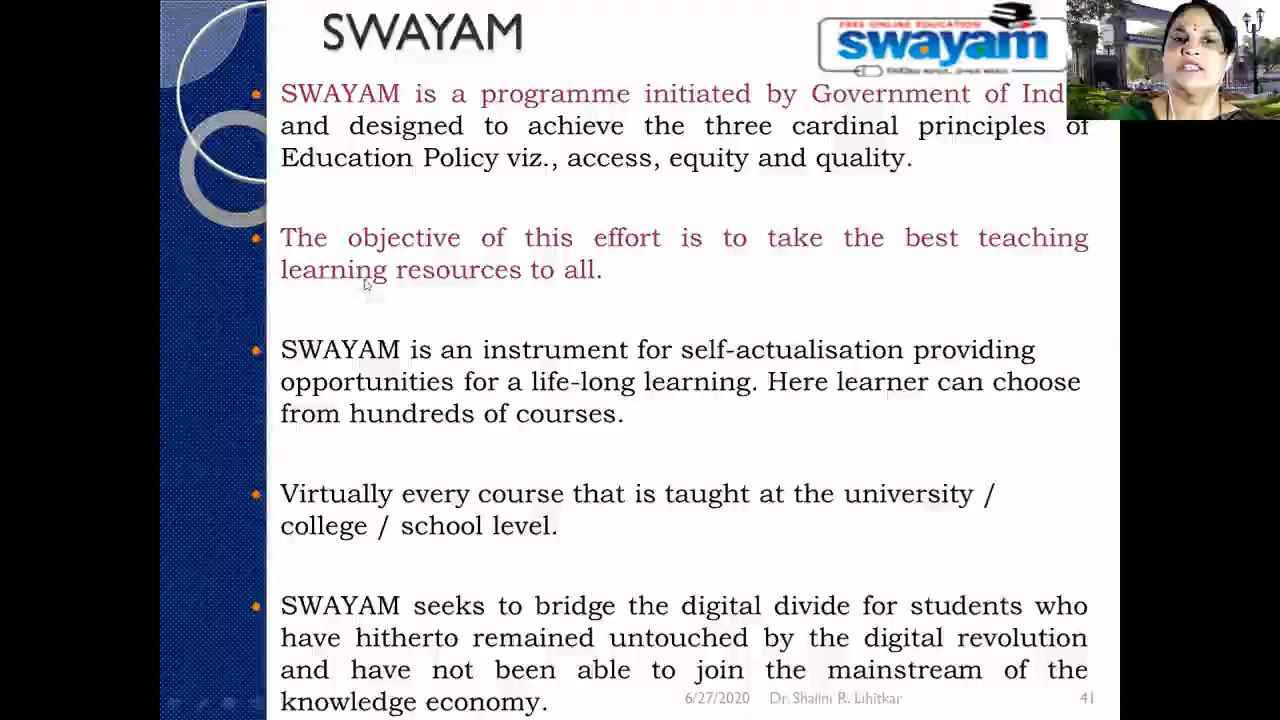 SWAYAM
FREE ONLINE EDUCATION
swayam
SWAYAM is a programme initiated by Government of Ind
and designed to achieve the three cardinal principles of
Education Policy viz., access, equity and quality.
The objective of this effort is to take the best teaching
learning resources to all.
SWAYAM is an instrument for self-actualisation providing
opportunities for a life-long learning. Here learner can choose
from hundreds of courses.
Virtually every course that is taught at the university /
college / school level.
SWAYAM seeks to bridge the digital divide for students who
have hitherto remained untouched by the digital revolution
and have not been able to join the mainstream of the
knowledge economy.
6/27/2020 Dr. Shalini R. Lihitkar 41